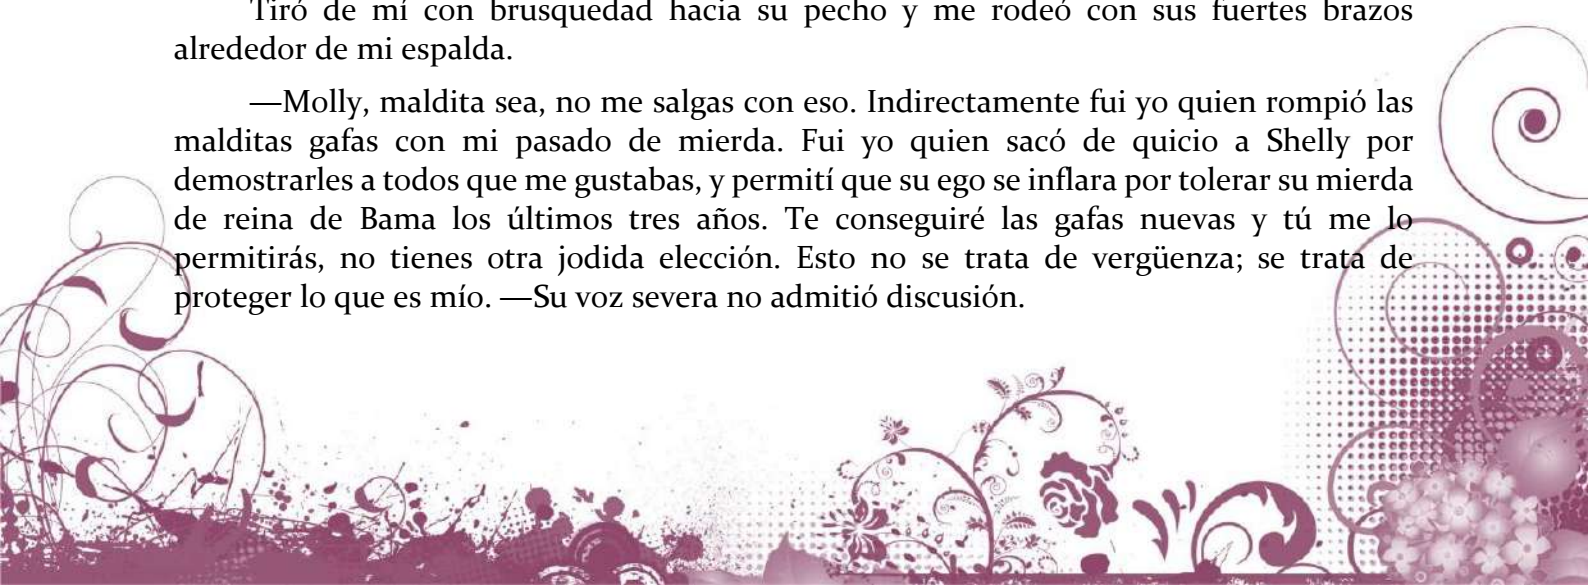 Tiró de mí con brusquedad hacia su pecho y me rodeó con sus fuertes brazos
alrededor de mi espalda.
—Molly, maldita sea, no me salgas con eso. Indirectamente fui yo quien rompió las
malditas gafas con mi pasado de mierda. Fui yo quien sacó de quicio a Shelly por
demostrarles a todos que me gustabas, y permití que su ego se inflara por tolerar su mierda
de reina de Bama los últimos tres años. Te conseguiré las gafas nuevas y tú me lo
permitirás, no tienes otra jodida elección. Esto no se trata de vergüenza; se trata de
proteger lo que es mío. —Su voz severa no admitió discusión.